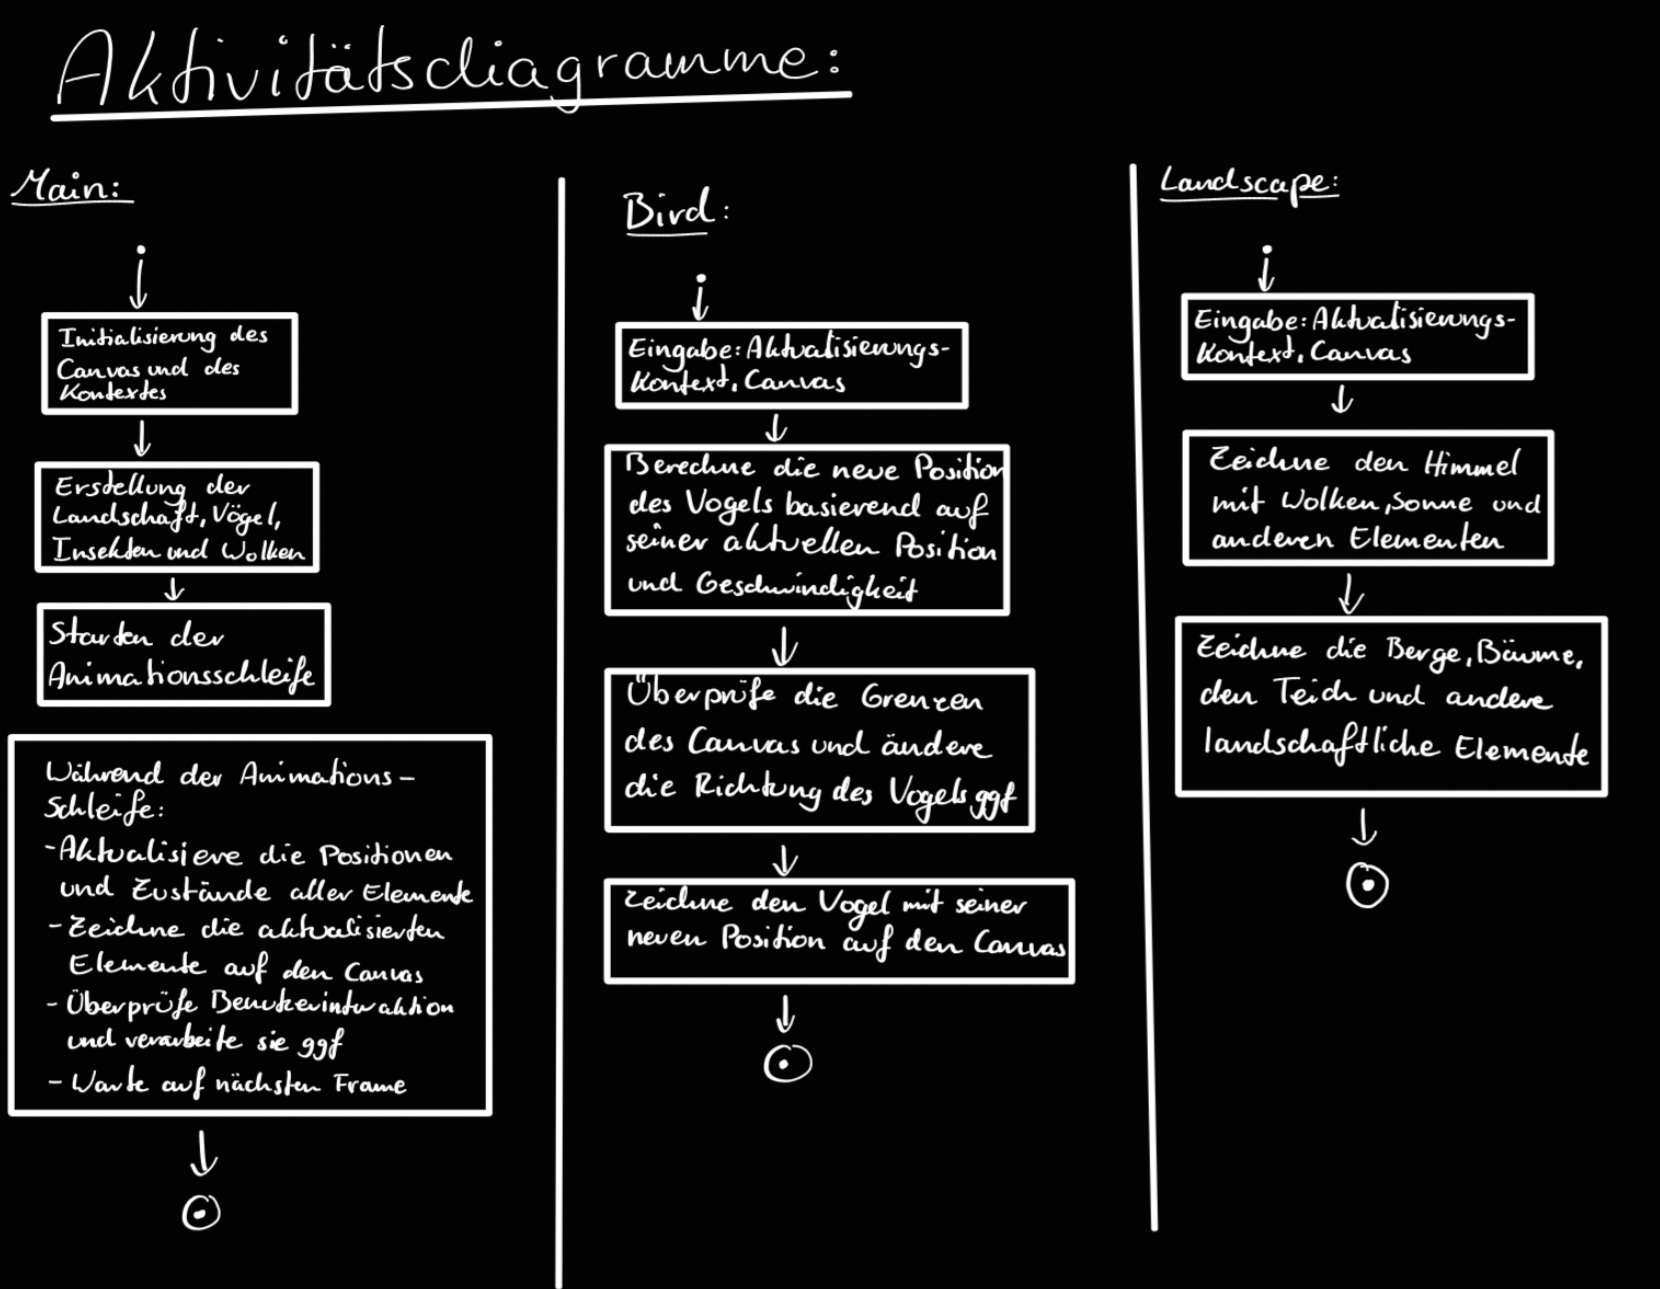 Aktivitätsdiagramme:
Main:
Initialisierung des
Canvas und des
Kontextes
Erstellung der
Landschaft, Vögel,
Insekten und Wolken
Starten der
Animationsschleife
Während der Animations-
schleife:
-Aktualisiere die Positionen
und Zustände aller Elemente
- Zeichne die aktualisierten
Elemente auf den Canvas
- Überprüfe Benutzerinteraktion
und verarbeite sie ggf
- Warte auf nächsten Frame
Bird:
Eingabe: Aktualisierungs-
Kontext, Canvas
Berechne die neue Position
des Vogels basierend auf
seiner aktuellen Position
und Geschwindigkeit
Überprüfe die Grenzen
des Canvas und ändere
die Richtung des Vogels ggf
Zeichne den Vogel mit seiner
neuen Position auf den Canvas
Landscape:
Eingabe: Aktualisierungs-
Kontext, Canvas
Zeichne den Himmel
mit Wolken, Sonne und
anderen Elementen
Zeichne die Berge, Bäume,
den Teich und andere
landschaftliche Elemente